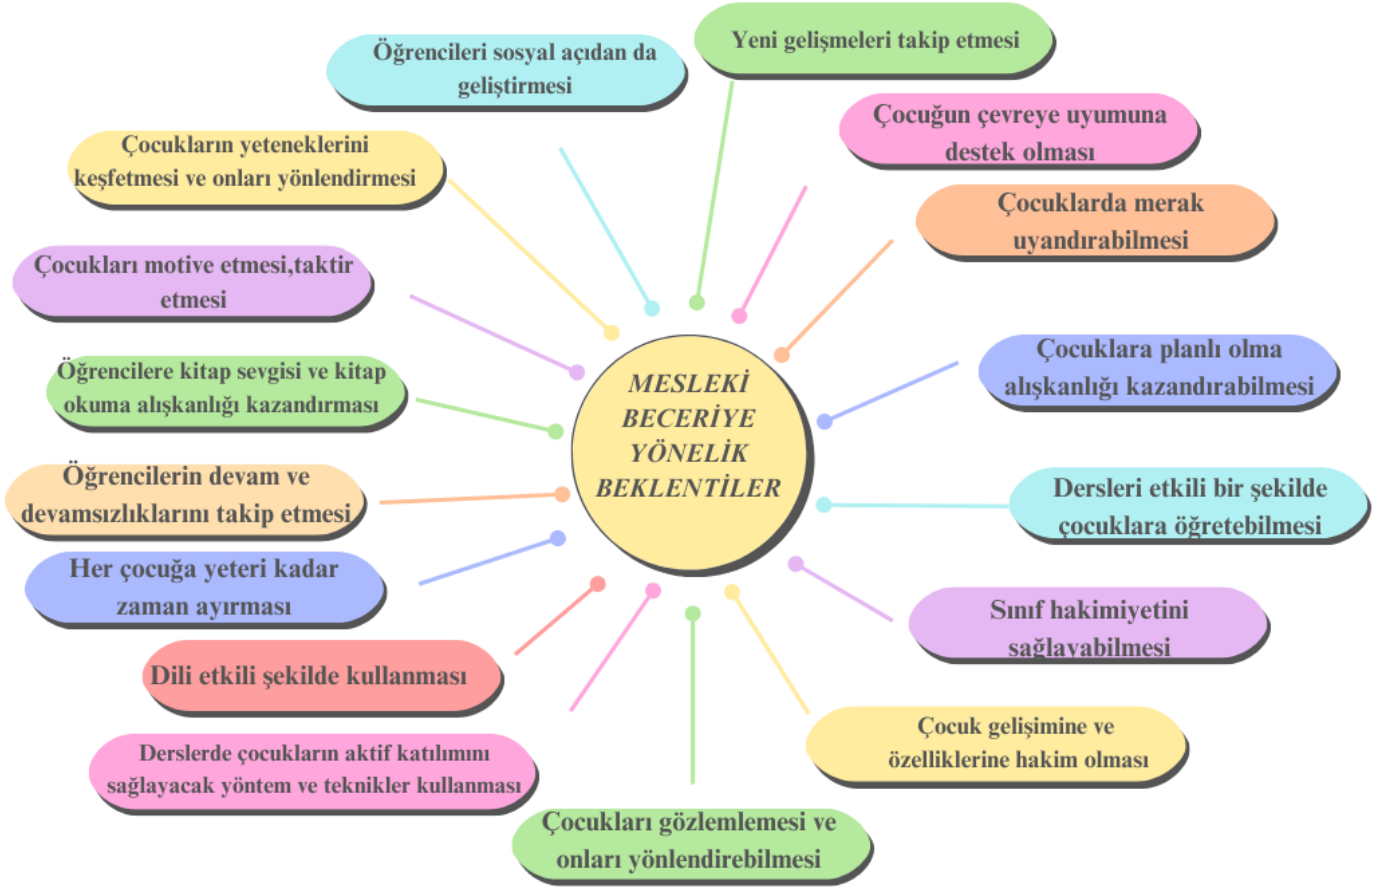 Yeni gelişmeleri takip etmesi
Öğrencileri sosyal açıdan da
geliştirmesi
Çocuğun çevreye uyumuna
destek olması
Çocukların yeteneklerini
keşfetmesi ve onları yönlendirmesi
Çocuklarda merak
uyandırabilmesi
Çocukları motive etmesi,taktir
etmesi
Çocuklara planlı olma
alışkanlığı kazandırabilmesi
Öğrencilere kitap sevgisi ve kitap
okuma alışkanlığı kazandırması
MESLEKİ
BECERİYE
YÖNELİK
BEKLENTİLER
Öğrencilerin devam ve
devamsızlıklarını takip etmesi
Dersleri etkili bir şekilde
çocuklara öğretebilmesi
Her çocuğa yeteri kadar
zaman ayırması
Sınıf hakimiyetini
sağlayabilmesi
Dili etkili şekilde kullanması
Çocuk gelişimine ve
özelliklerine hakim olması
Derslerde çocukların aktif katılımını
sağlayacak yöntem ve teknikler kullanması
Çocukları gözlemlemesi ve
onları yönlendirebilmesi